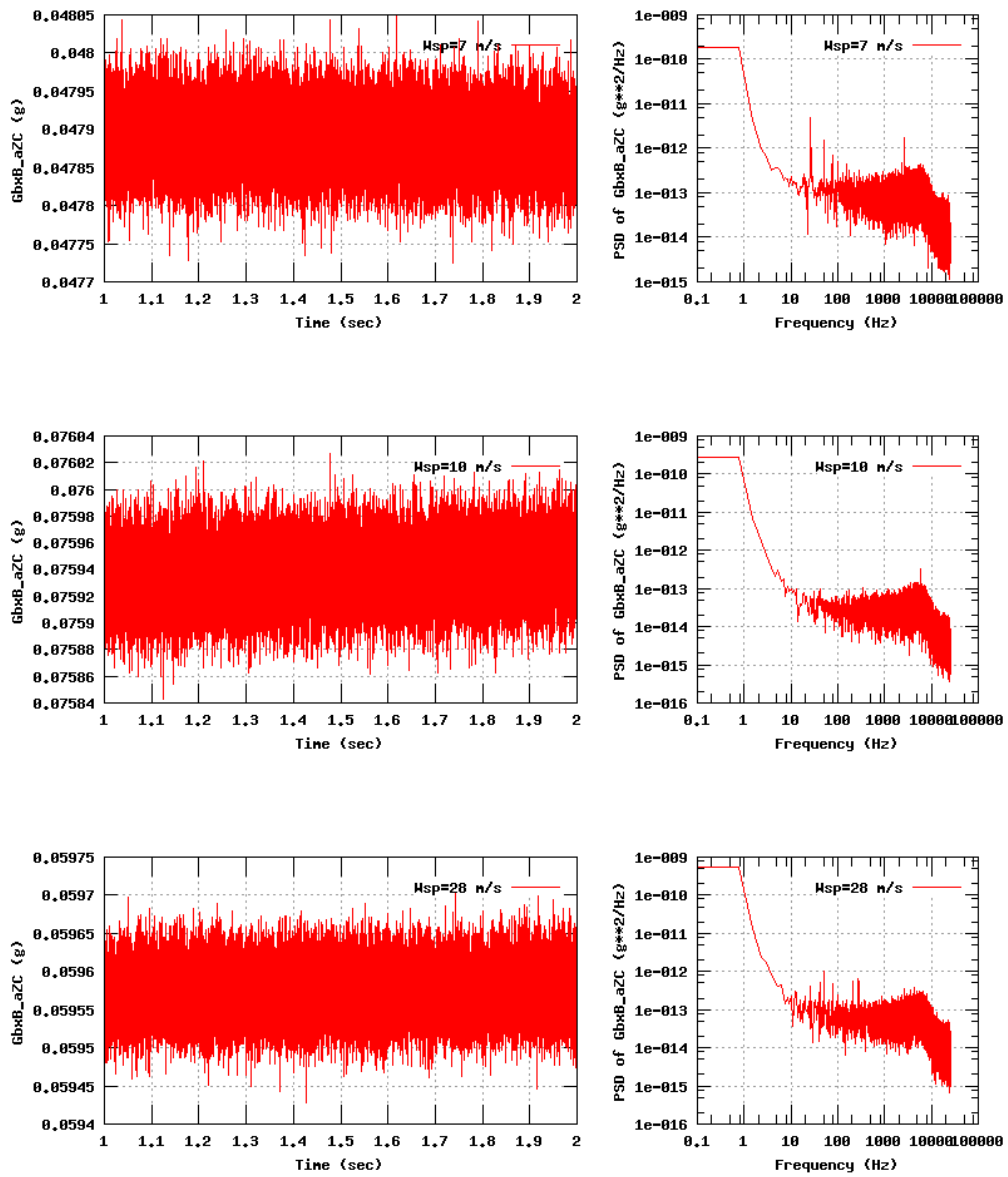 0.04805
0.048
0.04795
0.0479
0.04785
0.0478
0.04775
0.0477
GbxB_aZC (g)
Wsp=7 m/s
1 1.1 1.2 1.3 1.4 1.5 1.6 1.7 1.8 1.9 2
Time (sec)
1e-009
1e-010
1e-011
1e-012
1e-013
1e-014
1e-015
PSD of GbxB_aZC (g**2/Hz)
Wsp=7 m/s
0.1 1 10 100 1000 10000 100000
Frequency (Hz)
0.07604
0.07602
0.076
0.07598
0.07596
0.07594
0.07592
0.0759
0.07588
0.07586
0.07584
GbxB_aZC (g)
Wsp=10 m/s
1 1.1 1.2 1.3 1.4 1.5 1.6 1.7 1.8 1.9 2
Time (sec)
1e-009
1e-010
1e-011
1e-012
1e-013
1e-014
1e-015
1e-016
PSD of GbxB_aZC (g**2/Hz)
Wsp=10 m/s
0.1 1 10 100 1000 10000 100000
Frequency (Hz)
0.05975
0.0597
0.05965
0.0596
0.05955
0.0595
0.05945
0.0594
GbxB_aZC (g)
Wsp=28 m/s
1 1.1 1.2 1.3 1.4 1.5 1.6 1.7 1.8 1.9 2
Time (sec)
1e-009
1e-010
1e-011
1e-012
1e-013
1e-014
1e-015
1e-016
PSD of GbxB_aZC (g**2/Hz)
Wsp=28 m/s
0.1 1 10 100 1000 10000 100000
Frequency (Hz)